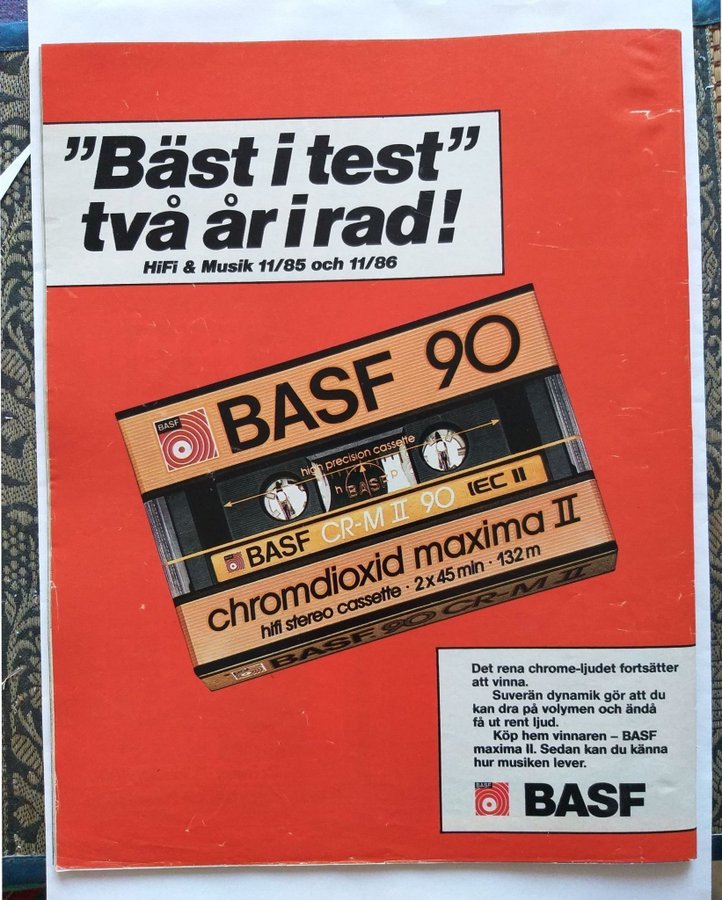 ”Bäst i test”
två år i rad!
HiFi & Musik 11/85 och 11/86
BASF
BASF 90
high precision cassette
BASF
BASF CR-M II 90 IEC II
chromdioxid maxima II
hifi stereo cassette · 2x45 min · 132 m
BASF 90 CR-M II
Det rena chrome-ljudet fortsätter
att vinna.
Suverän dynamik gör att du
kan dra på volymen och ändå
få ut rent ljud.
Köp hem vinnaren – BASF
maxima II. Sedan kan du känna
hur musiken lever.
BASF
BASF